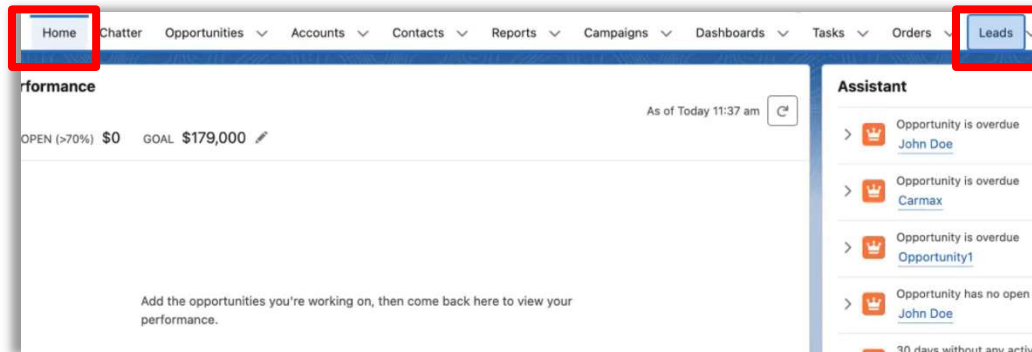 Home Chatter Opportunities Accounts Contacts Reports Campaigns Dashboards Tasks Orders Leads
rformance
As of Today 11:37 am
OPEN (>70%) $0 GOAL $179,000
Add the opportunities you're working on, then come back here to view your
performance.
Assistant
Opportunity is overdue
John Doe
Opportunity is overdue
Carmax
Opportunity is overdue
Opportunity1
Opportunity has no open
John Doe
30 days without any activ